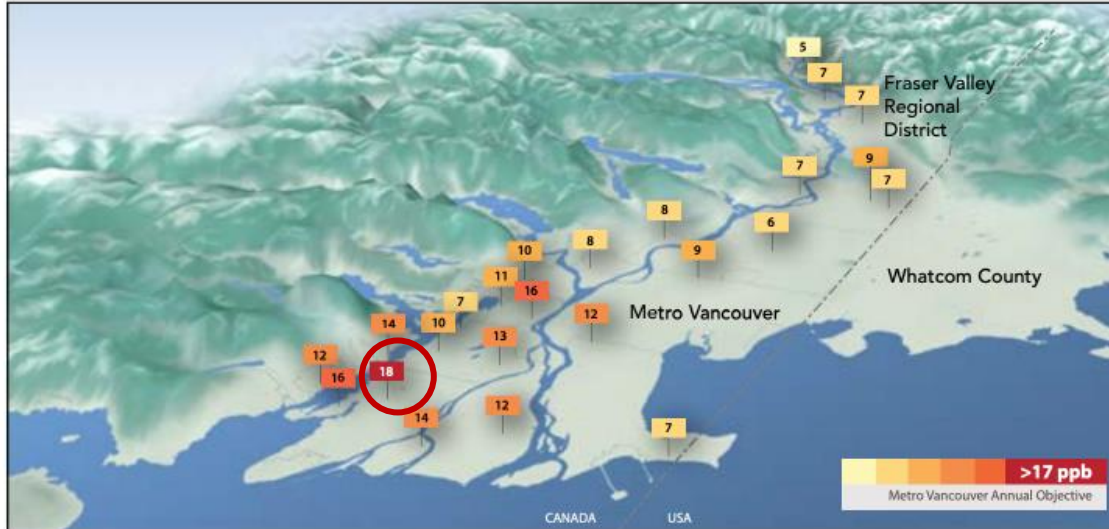 5
7
7
Fraser Valley
Regional
District
9
7
7
8
6
8
9
10
Whatcom County
11
16
7
12
Metro Vancouver
14
10
13
12
16
18
12
14
7
>17 ppb
Metro Vancouver Annual Objective
CANADA
USA